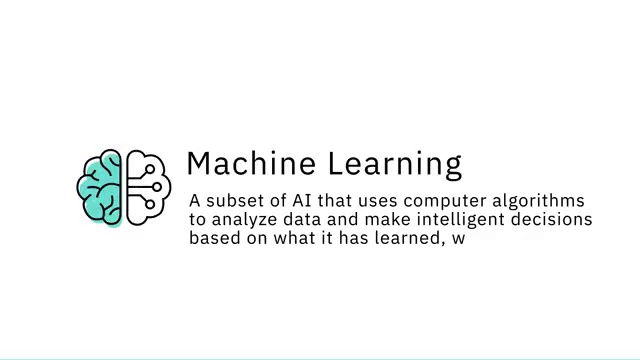 Machine Learning
A subset of AI that uses computer algorithms
to analyze data and make intelligent decisions
based on what it has learned, w